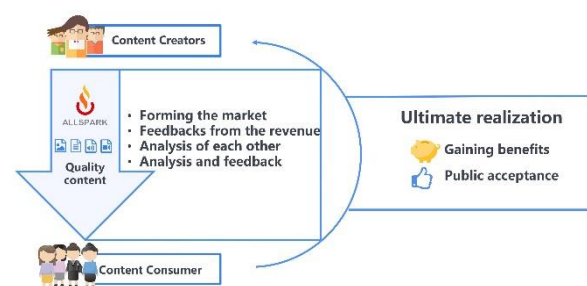 Content Creators
ALLSPARK
Quality
content
· Forming the market
· Feedbacks from the revenue
· Analysis of each other
· Analysis and feedback
Ultimate realization
Gaining benefits
Public acceptance
Content Consumer